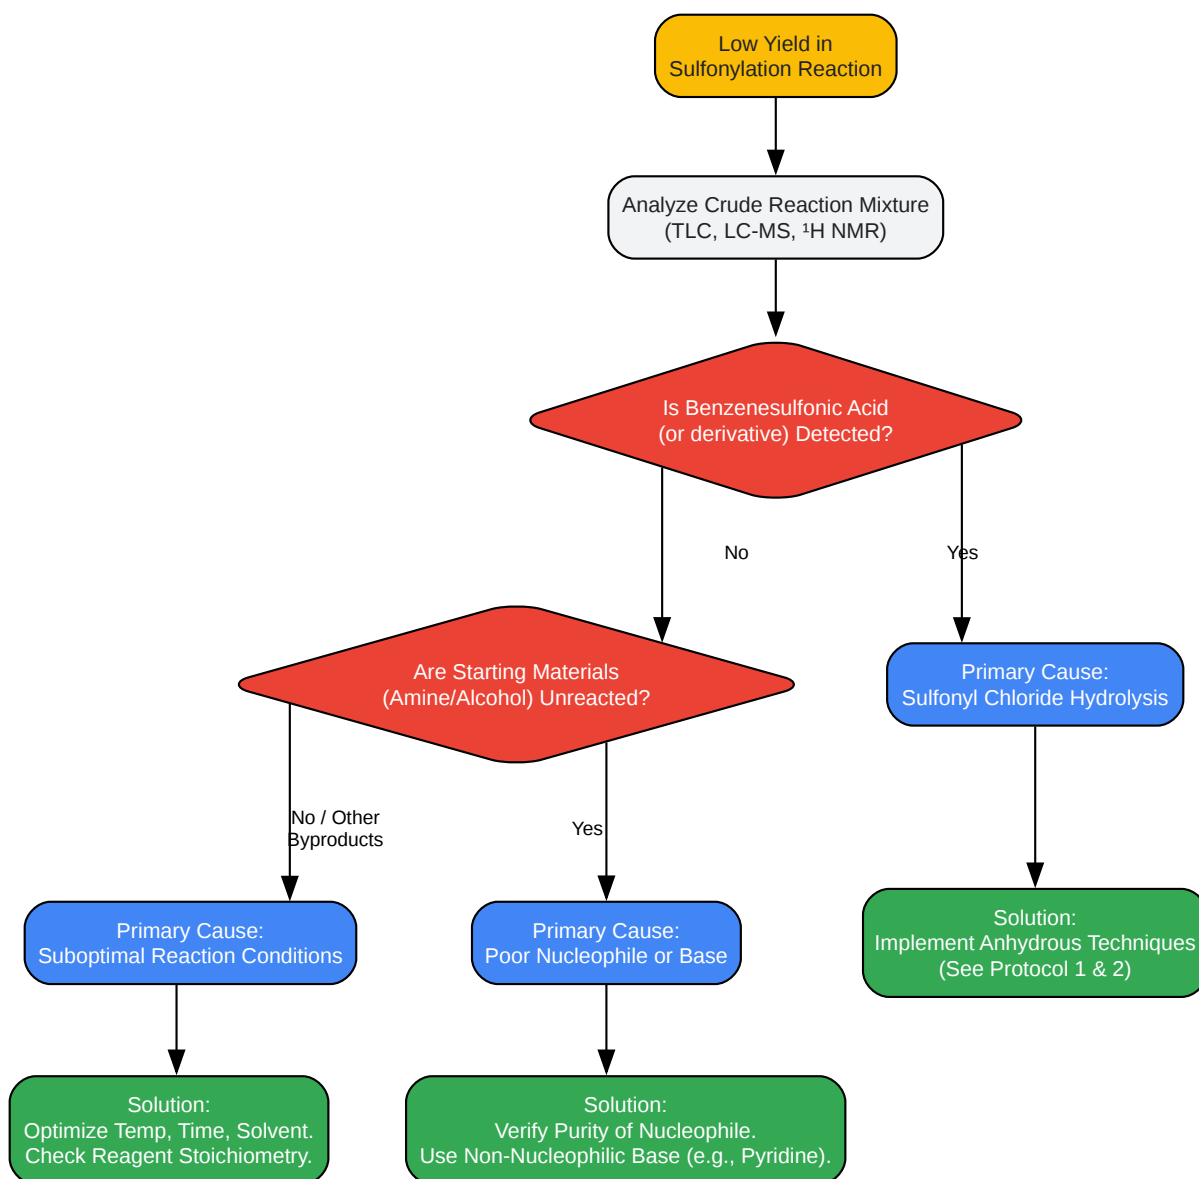 Low Yield in
Sulfonylation Reaction
Analyze Crude Reaction Mixture
(TLC, LC-MS, ¹H NMR)
Is Benzenesulfonic Acid
(or derivative) Detected?
No
Yes
Are Starting Materials
(Amine/Alcohol) Unreacted?
Primary Cause:
Sulfonyl Chloride Hydrolysis
No / Other
Byproducts
Yes
Primary Cause:
Suboptimal Reaction Conditions
Primary Cause:
Poor Nucleophile or Base
Solution:
Implement Anhydrous Techniques
(See Protocol 1 & 2)
Solution:
Optimize Temp, Time, Solvent.
Check Reagent Stoichiometry.
Solution:
Verify Purity of Nucleophile.
Use Non-Nucleophilic Base (e.g., Pyridine).